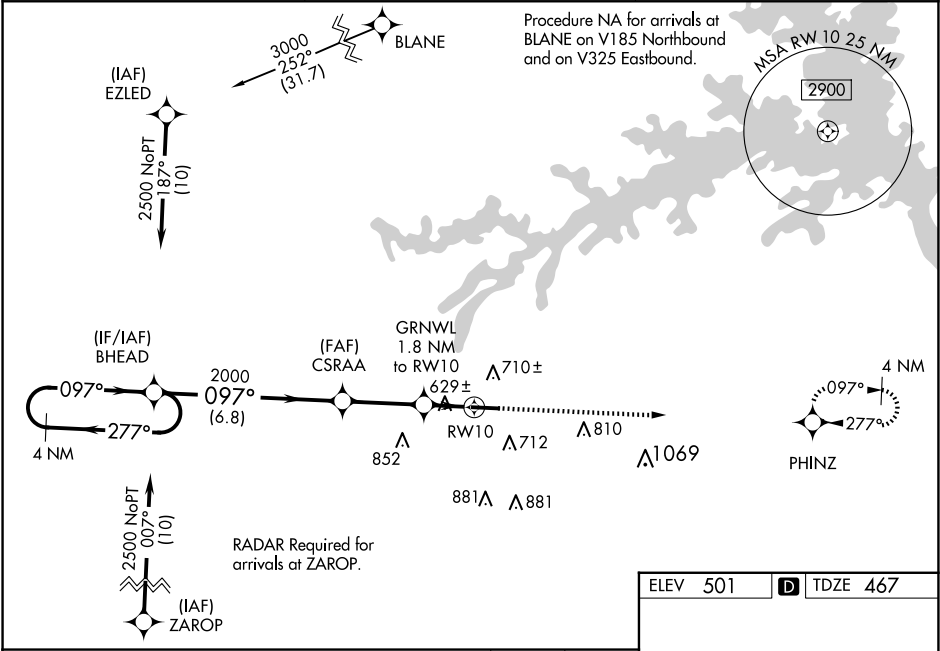 3000
252°
(31.7)
BLANE
Procedure NA for arrivals at
BLANE on V185 Northbound
and on V325 Eastbound.
MSA RW 10 25 NM
2900
(IAF)
EZLED
2500 NoPT
187°
(10)
(IF/IAF)
BHEAD
097°
277°
4 NM
2000
097°
(6.8)
(FAF)
CSRAA
GRNWL
1.8 NM
to RW10
629±
710±
RW10
852
712
810
1069
881
881
4 NM
097°
277°
PHINZ
2500 NoPT
007°
(10)
(IAF)
ZAROP
RADAR Required for
arrivals at ZAROP.
ELEV 501 D TDZE 467